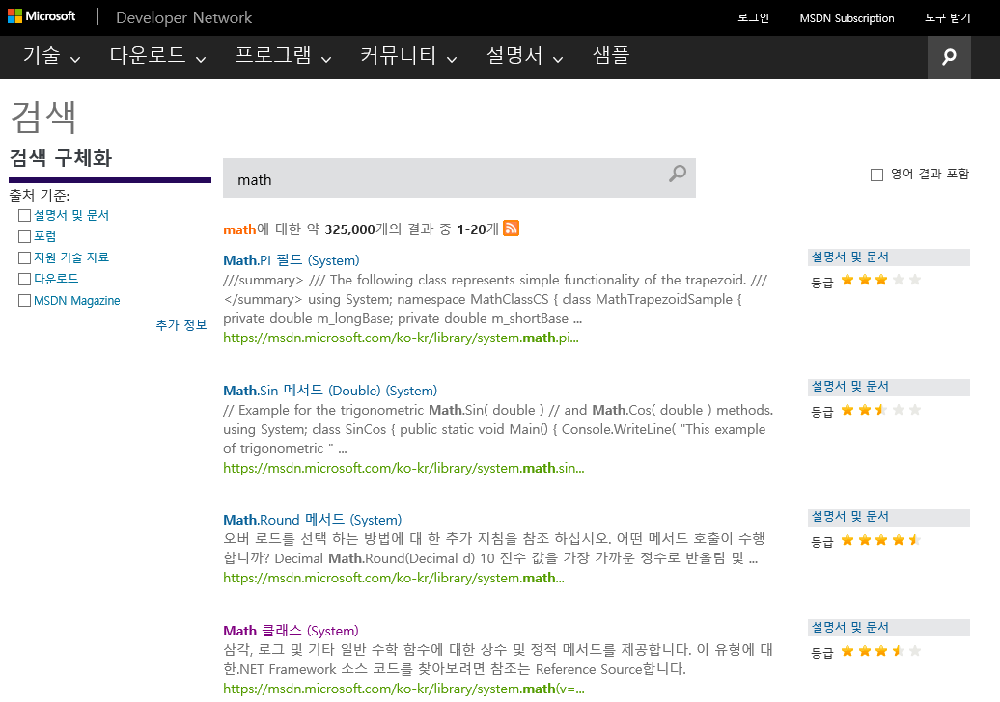 Microsoft
Developer Network
로그인
MSDN Subscription
도구 받기
기술
다운로드
프로그램
커뮤니티
설명서
샘플
검색
검색 구체화
출처 기준:
설명서 및 문서
포럼
지원 기술 자료
다운로드
MSDN Magazine
추가 정보
math
영어 결과 포함
math에 대한 약 325,000개의 결과 중 1-20개
Math.PI 필드 (System)
///summary> /// The following class represents simple functionality of the trapezoid. ///
</summary> using System; namespace MathClassCS { class MathTrapezoidSample {
private double m_longBase; private double m_shortBase ...
https://msdn.microsoft.com/ko-kr/library/system.math.pi...
설명서 및 문서
등급
Math.Sin 메서드 (Double) (System)
// Example for the trigonometric Math.Sin( double ) // and Math.Cos( double ) methods.
using System; class SinCos { public static void Main() { Console.WriteLine( "This example
of trigonometric " ...
https://msdn.microsoft.com/ko-kr/library/system.math.sin...
설명서 및 문서
등급
Math.Round 메서드 (System)
오버 로드를 선택 하는 방법에 대 한 추가 지침을 참조 하십시오. 어떤 메서드 호출이 수행
합니까? Decimal Math.Round(Decimal d) 10 진수 값을 가장 가까운 정수로 반올림 및 ...
https://msdn.microsoft.com/ko-kr/library/system.math...
설명서 및 문서
등급
Math 클래스 (System)
삼각, 로그 및 기타 일반 수학 함수에 대한 상수 및 정적 메서드를 제공합니다. 이 유형에 대
한.NET Framework 소스 코드를 찾아보려면 참조는 Reference Source합니다.
https://msdn.microsoft.com/ko-kr/library/system.math(v=...
설명서 및 문서
등급